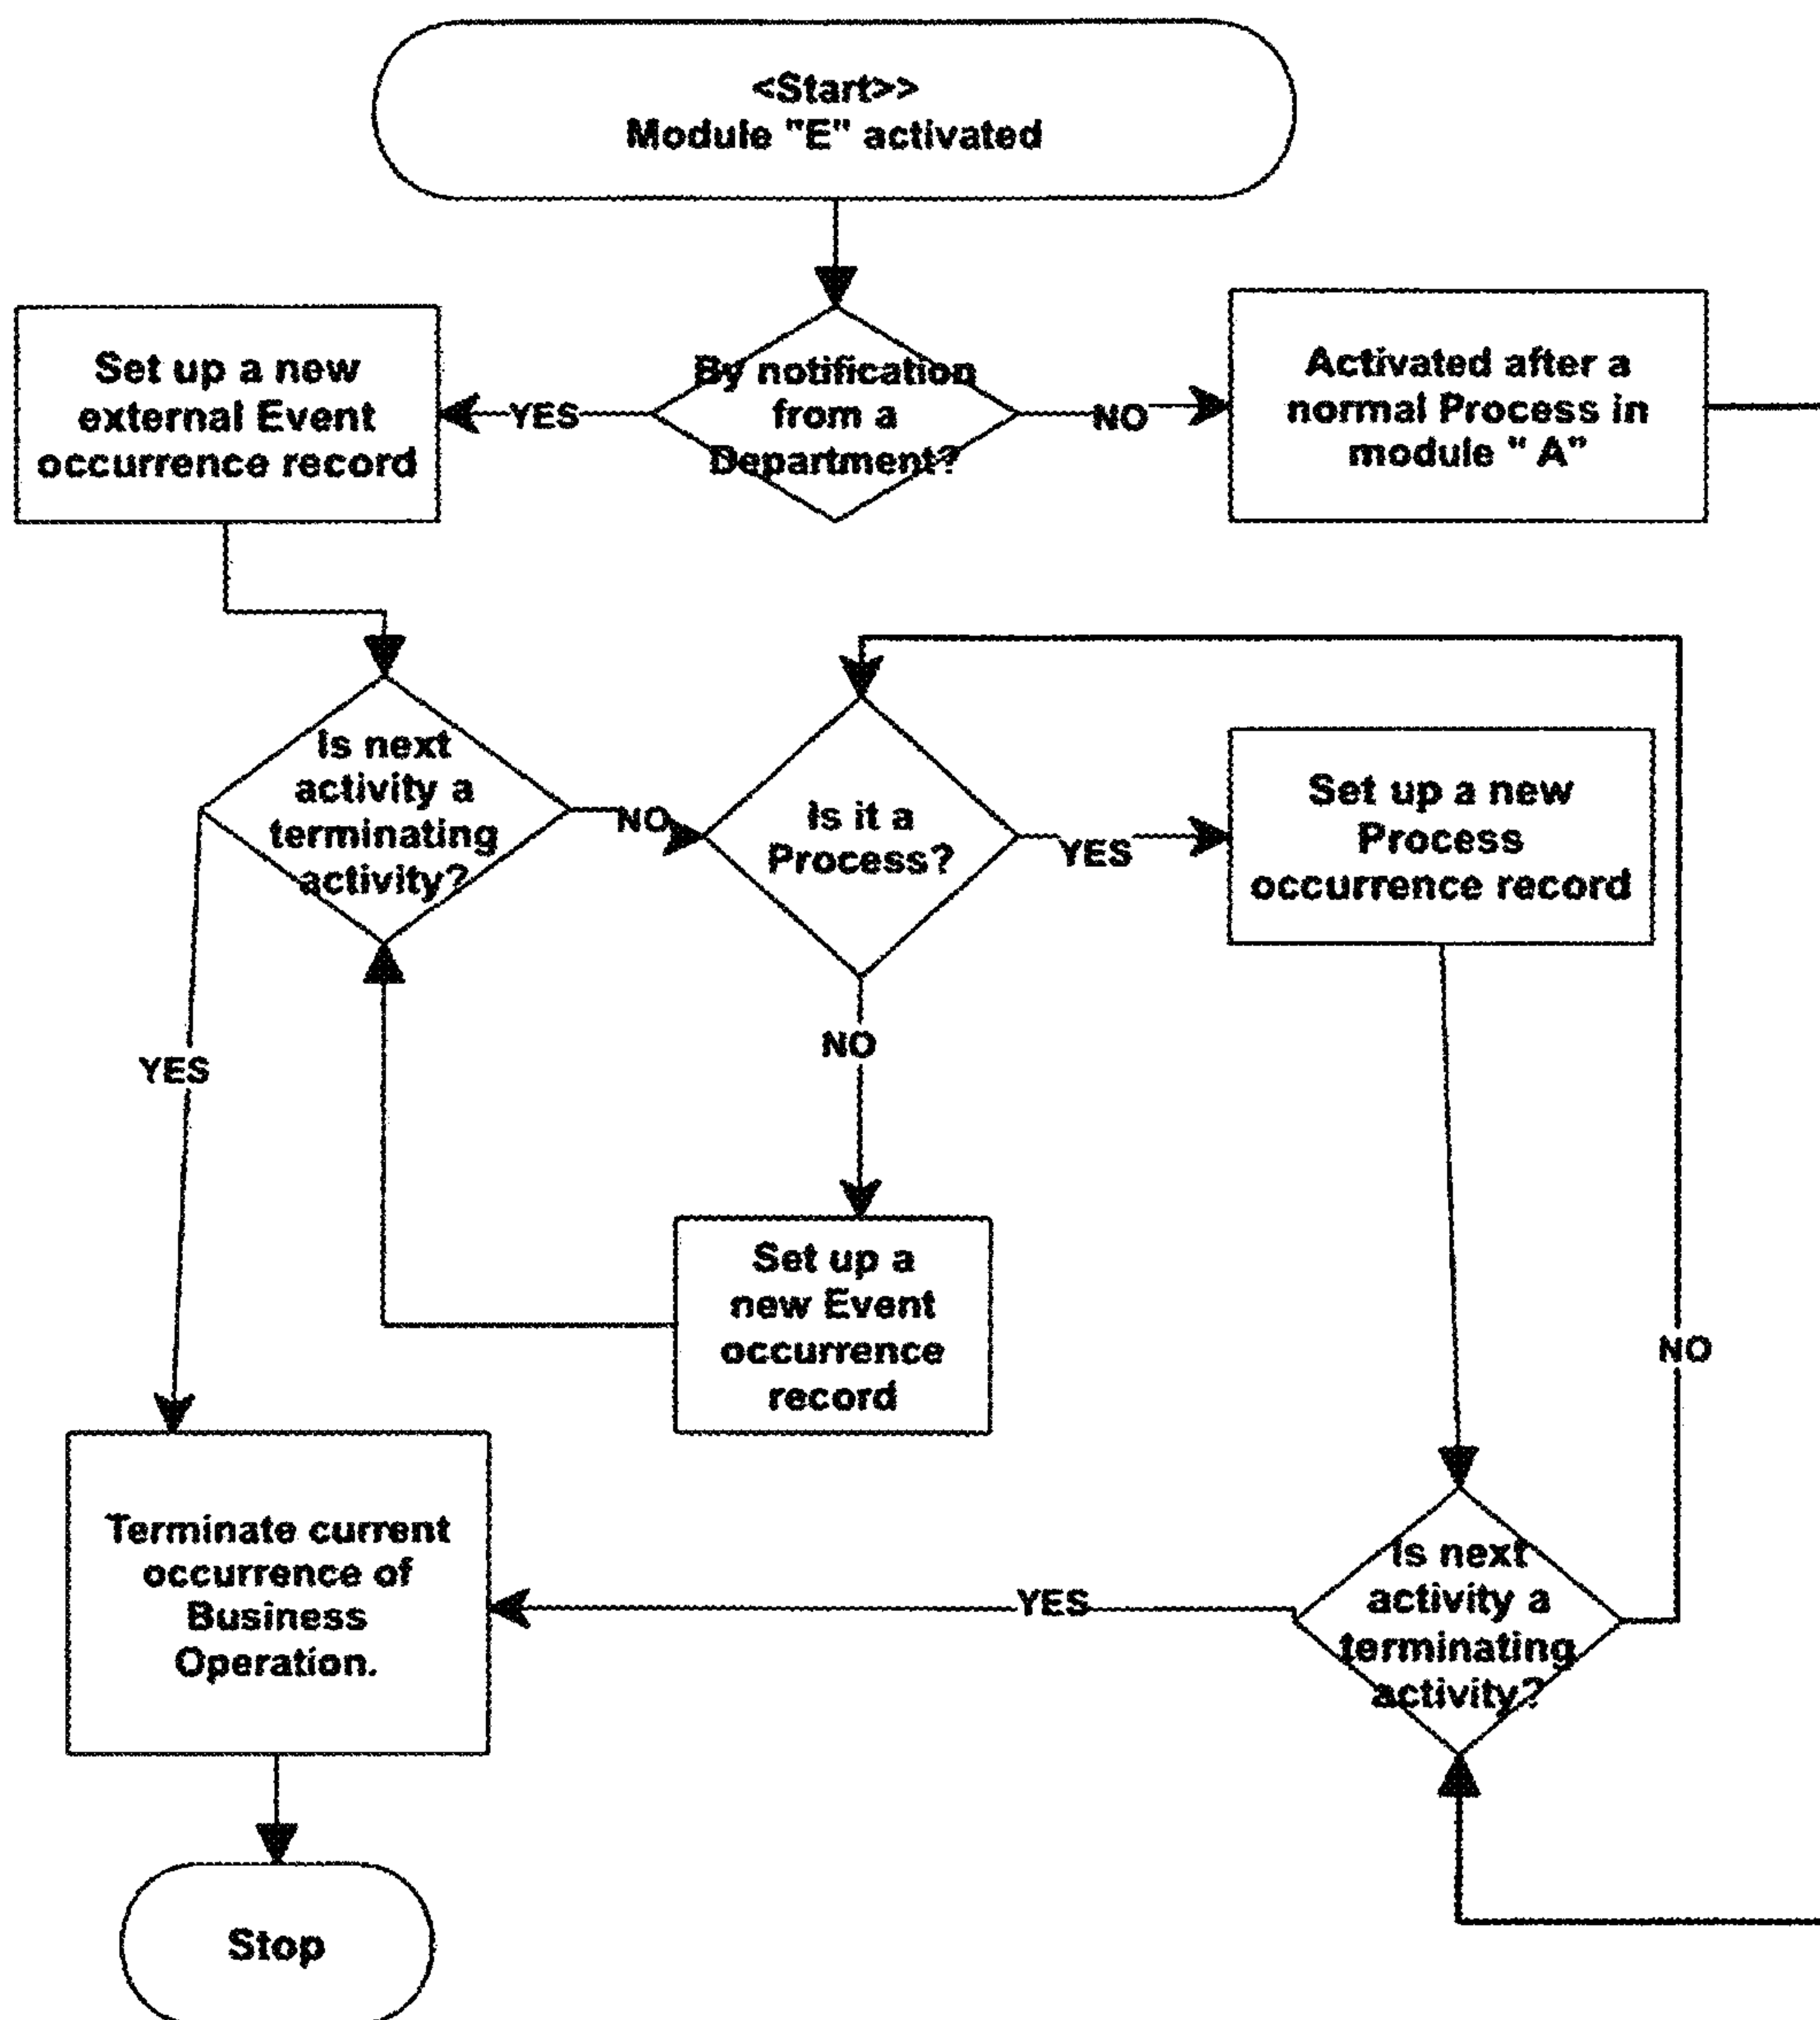 <Start>>
Module "E" activated
By notification
from a
Department?
YES
NO
Set up a new
external Event
occurrence record
Activated after a
normal Process in
module " A"
Is next
activity a
terminating
activity?
NO
YES
Is it a
Process?
YES
NO
Set up a new
Process
occurrence record
Set up a
new Event
occurrence
record
NO
Terminate current
occurrence of
Business
Operation.
YES
Is next
activity a
terminating
activity?
Stop